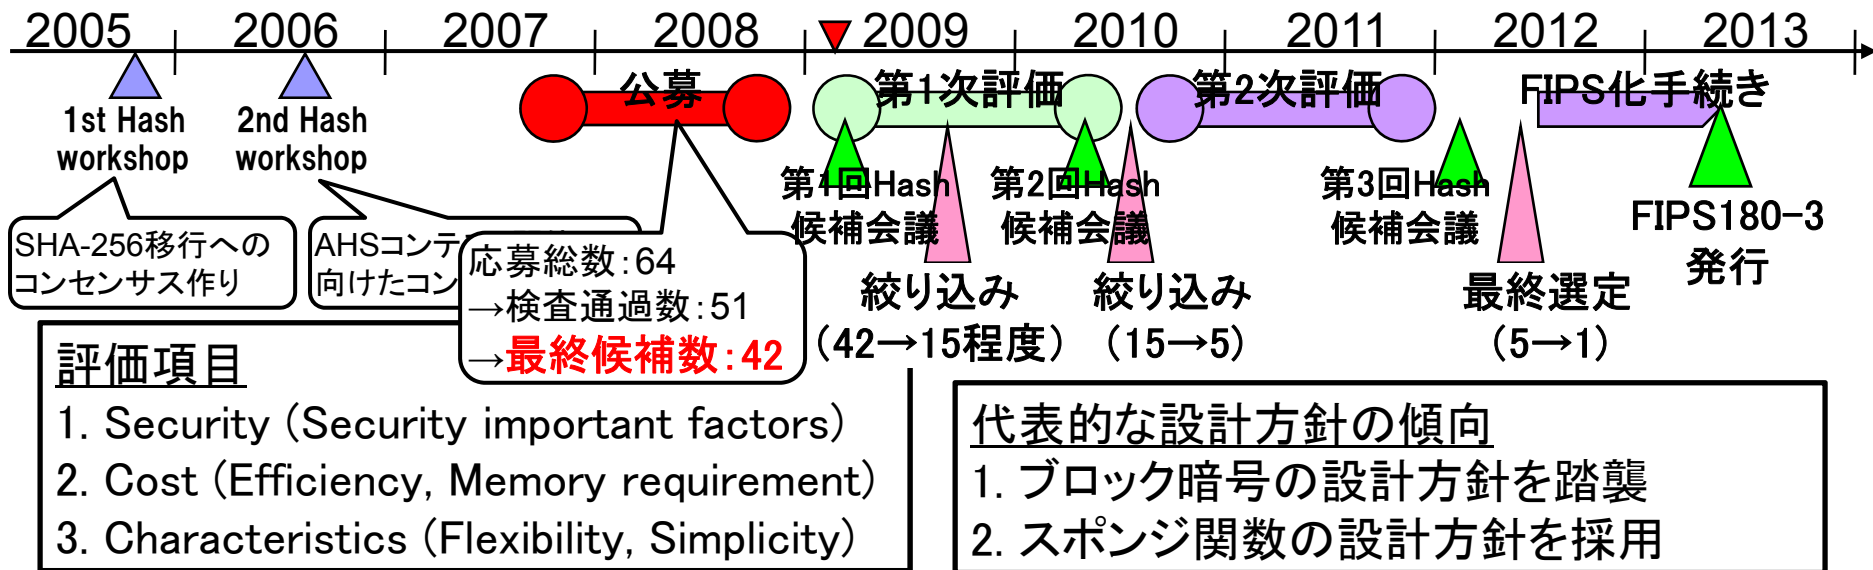 2005 2006 2007 2008 2009 2010 2011 2012 2013
公募 第1次評価 第2次評価 FIPS化手続き
1st Hash
workshop
2nd Hash
workshop
第1回Hash
候補会議
第2回Hash
候補会議
第3回Hash
候補会議
FIPS180-3
発行
SHA-256移行への
コンセンサス作り
AHSコンテ
向けたコン
応募総数:64
→検査通過数:51
→最終候補数:42
絞り込み
(42→15程度)
絞り込み
(15→5)
最終選定
(5→1)
評価項目
1. Security (Security important factors)
2. Cost (Efficiency, Memory requirement)
3. Characteristics (Flexibility, Simplicity)
代表的な設計方針の傾向
1. ブロック暗号の設計方針を踏襲
2. スポンジ関数の設計方針を採用